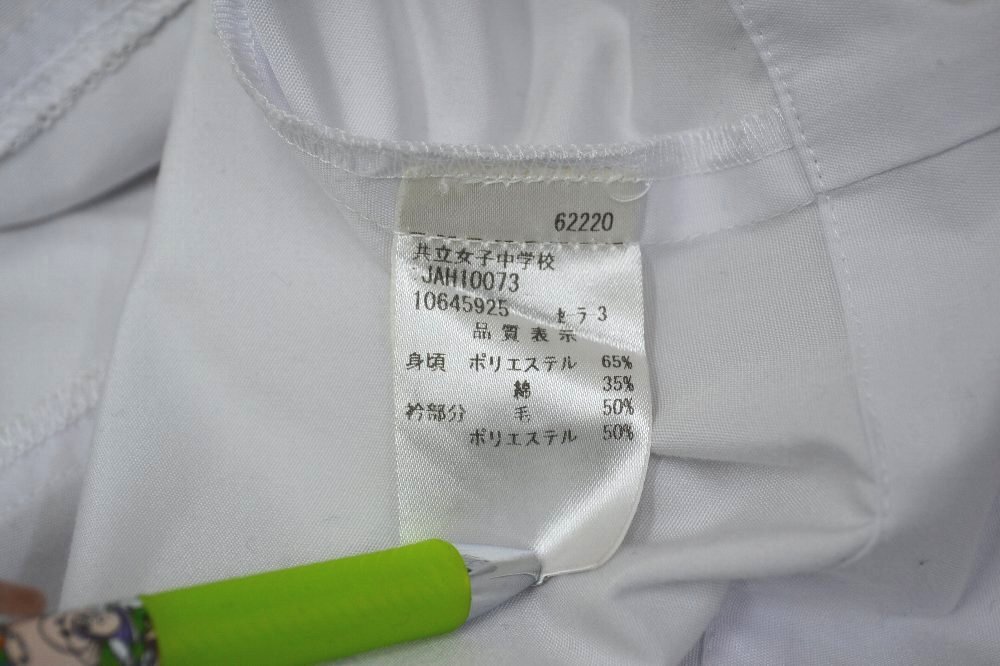 62220
共立女子中学校
JAH10073
10645925 セラ3
品質表示
身頃 ポリエステル 65%
綿 35%
衿部分 毛 50%
ポリエステル 50%